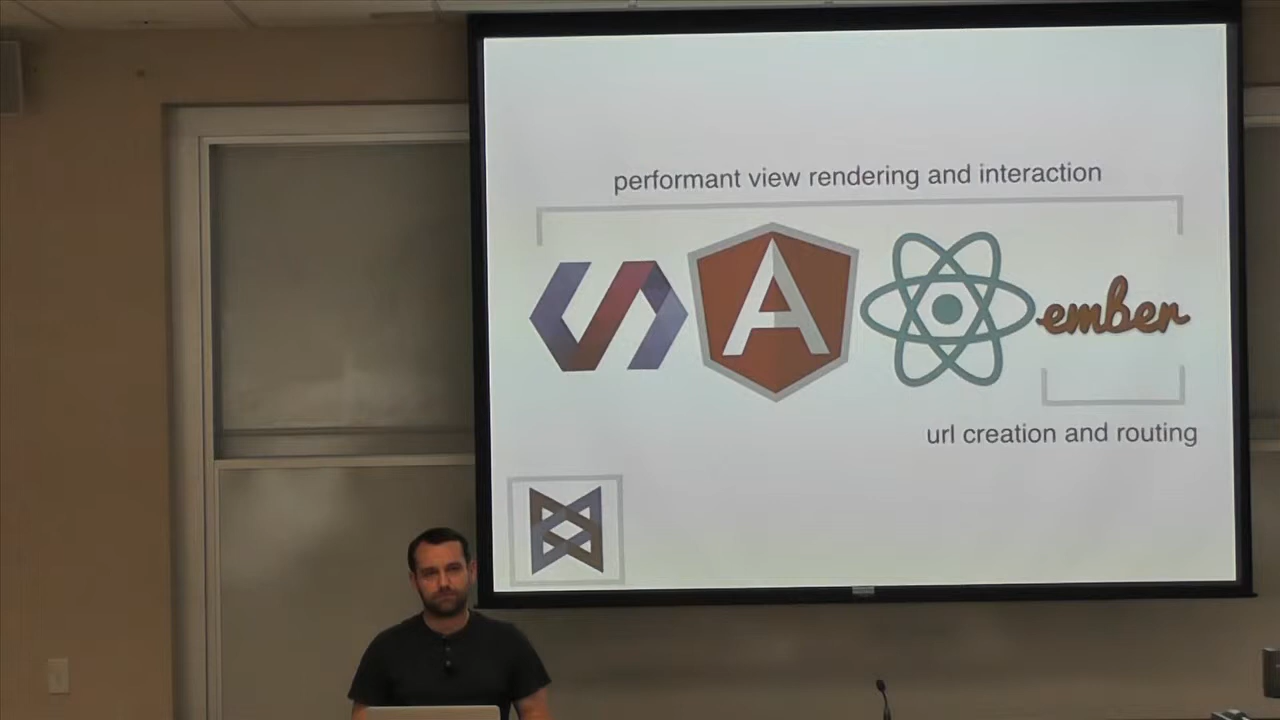 performant view rendering and interaction
A
ember
url creation and routing